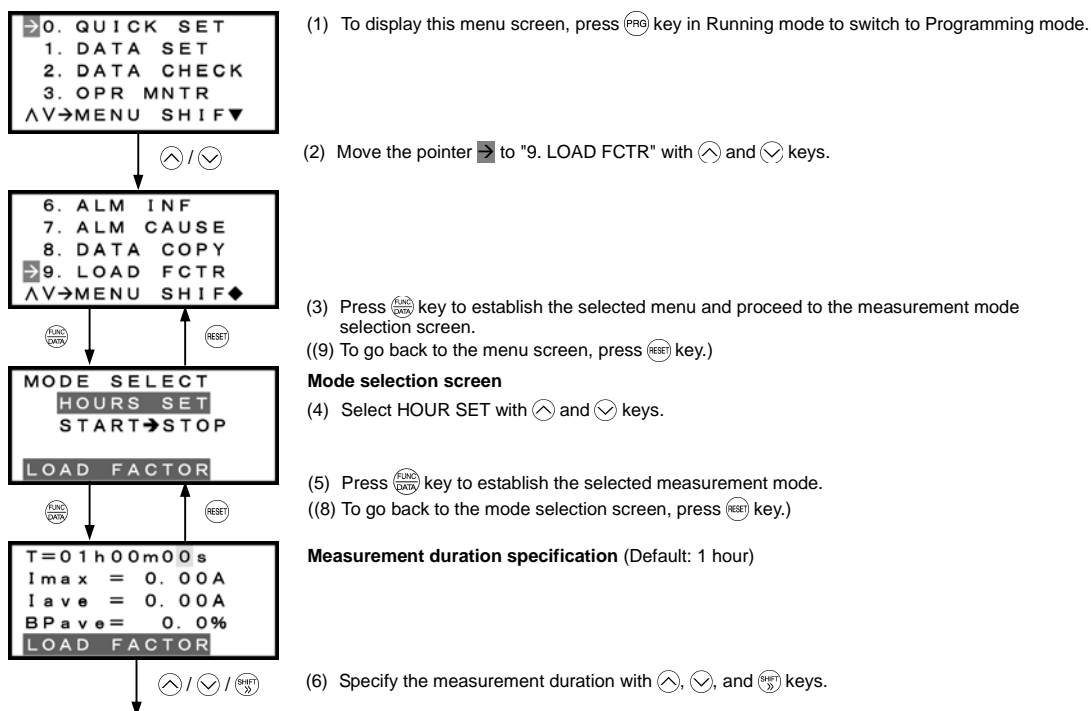 →0. QUICK SET
1. DATA SET
2. DATA CHECK
3. OPR MNTR
∧∨→MENU SHIF▼
(1) To display this menu screen, press PRG key in Running mode to switch to Programming mode.
∧ / ∨
(2) Move the pointer → to "9. LOAD FCTR" with ∧ and ∨ keys.
6. ALM INF
7. ALM CAUSE
8. DATA COPY
→9. LOAD FCTR
∧∨→MENU SHIF◆
FUNC DATA
RESET
(3) Press FUNC DATA key to establish the selected menu and proceed to the measurement mode
selection screen.
((9) To go back to the menu screen, press RESET key.)
MODE SELECT
HOURS SET
START→STOP
LOAD FACTOR
Mode selection screen
(4) Select HOUR SET with ∧ and ∨ keys.
FUNC DATA
RESET
(5) Press FUNC DATA key to establish the selected measurement mode.
((8) To go back to the mode selection screen, press RESET key.)
T=01h00m00s
Imax = 0.00A
Iave = 0.00A
BPave= 0.0%
LOAD FACTOR
Measurement duration specification (Default: 1 hour)
∧ / ∨ / SHIFT »
(6) Specify the measurement duration with ∧, ∨, and SHIFT » keys.